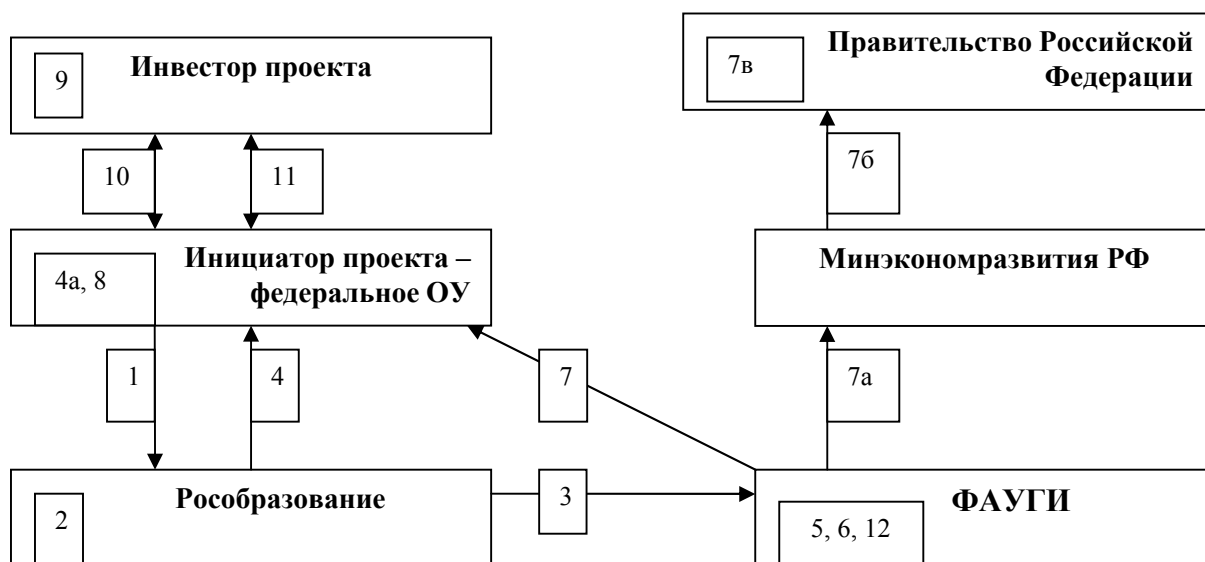 Инвестор проекта
9
Правительство Российской
Федерации
7в
10
11
7б
Инициатор проекта –
федеральное ОУ
4а, 8
Минэкономразвития РФ
1
4
7
7а
Рособразование
2
3
ФАУГИ
5, 6, 12